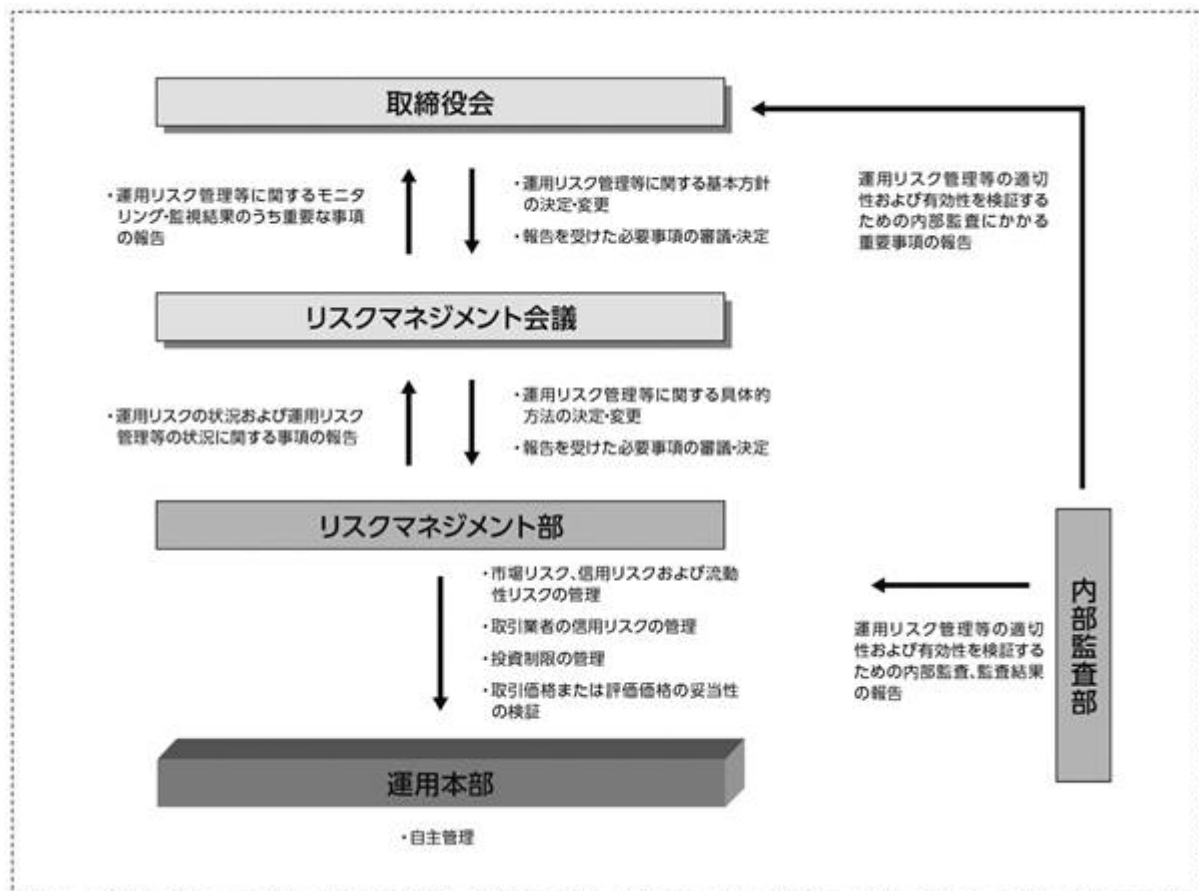 取締役会
・運用リスク管理等に関するモニタ
リング・監視結果のうち重要な事項
の報告
・運用リスク管理等に関する基本方針
の決定・変更
・報告を受けた必要事項の審議・決定
運用リスク管理等の適切
性および有効性を検証する
ための内部監査にかかる
重要事項の報告
リスクマネジメント会議
・運用リスクの状況および運用リスク
管理等の状況に関する事項の報告
・運用リスク管理等に関する具体的
方法の決定・変更
・報告を受けた必要事項の審議・決定
リスクマネジメント部
・市場リスク、信用リスクおよび流動
性リスクの管理
・取引業者の信用リスクの管理
・投資制限の管理
・取引価格または評価価格の妥当性
の検証
運用リスク管理等の適切
性および有効性を検証する
ための内部監査、監査結果
の報告
内部監査部
運用本部
・自主管理